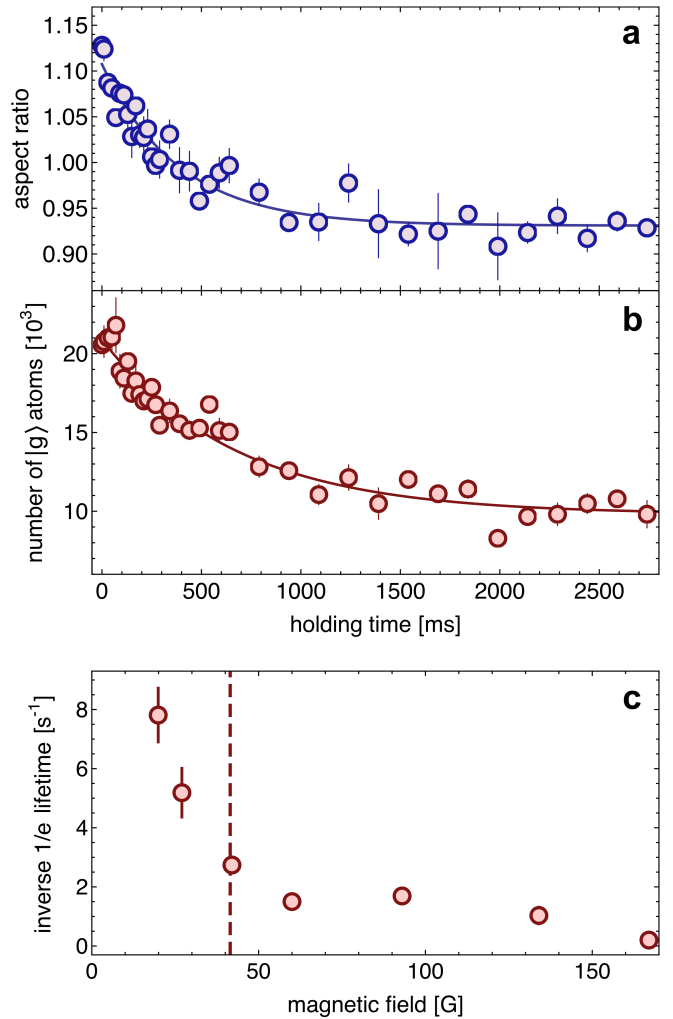 a
1.15
1.10
1.05
1.00
0.95
0.90
aspect ratio
b
20
15
10
number of |g⟩ atoms [10³]
0 500 1000 1500 2000 2500
holding time [ms]
c
8
6
4
2
0
inverse 1/e lifetime [s⁻¹]
0 50 100 150
magnetic field [G]